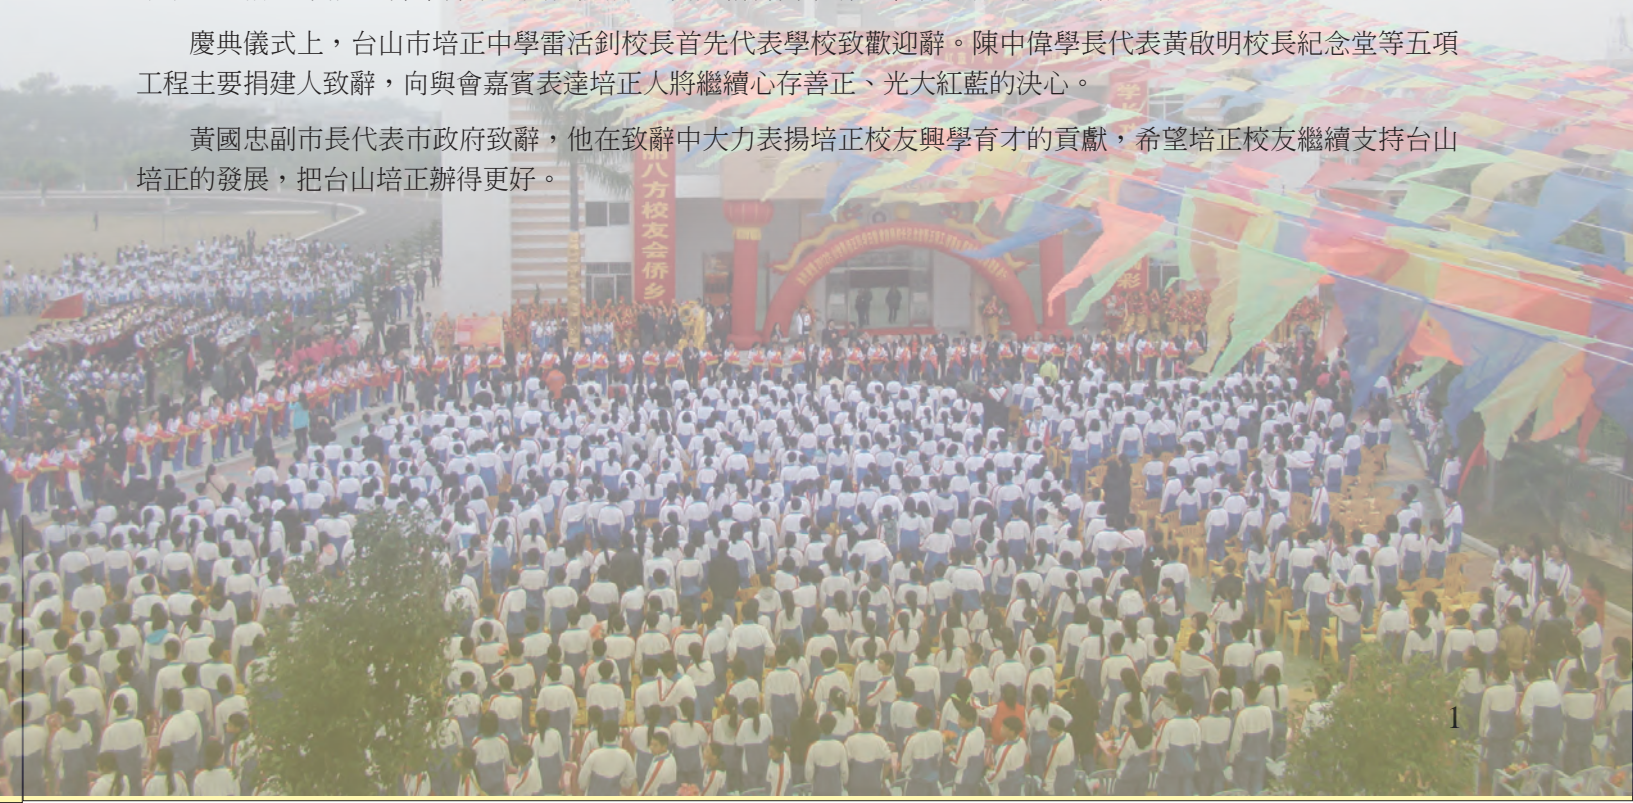 慶典儀式上，台山市培正中學雷活釗校長首先代表學校致歡迎辭。陳中偉學長代表黃啟明校長紀念堂等五項
工程主要捐建人致辭，向與會嘉賓表達培正人將繼續心存善正、光大紅藍的決心。
黃國忠副市長代表市政府致辭，他在致辭中大力表揚培正校友興學育才的貢獻，希望培正校友繼續支持台山
培正的發展，把台山培正辦得更好。
八方校友会侨乡
彩
1